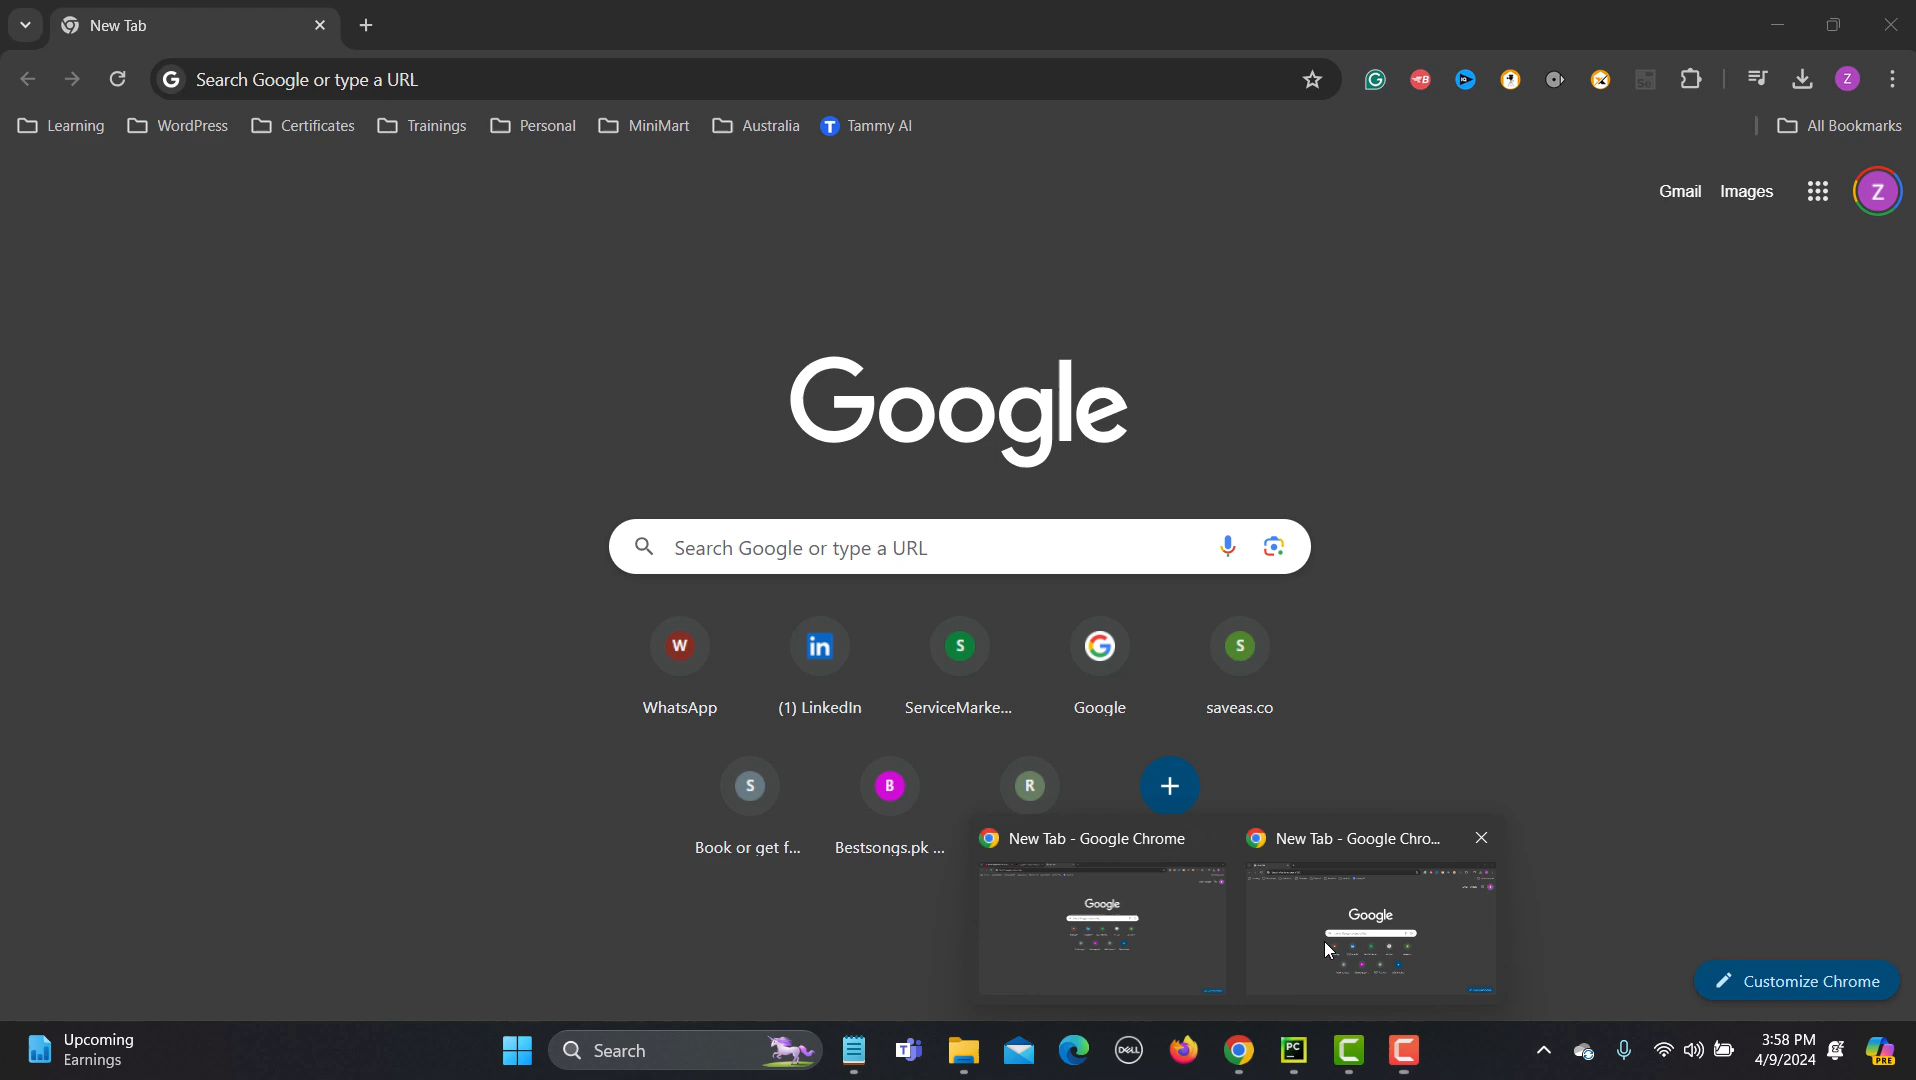 New Tab
Search Google or type a URL
Learning WordPress Certificates Trainings Personal MiniMart Australia Tammy AI All Bookmarks
Gmail Images Z
Google
Search Google or type a URL
W in S G S
WhatsApp (1) LinkedIn ServiceMarke... Google saveas.co
S B R
Book or get f... Bestsongs.pk ...
New Tab - Google Chrome New Tab - Google Chro...
Google Google
Customize Chrome
Upcoming
Earnings
Search
3:58 PM
4/9/2024